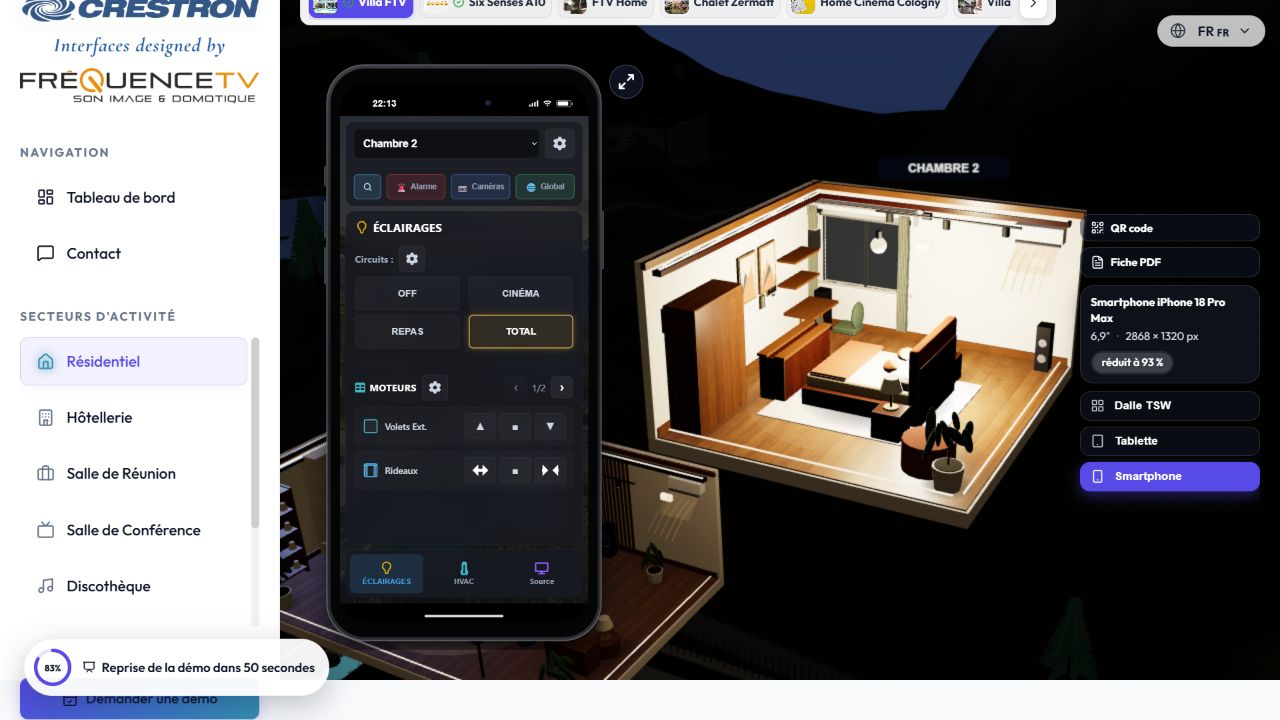 CRESTRON
Interfaces designed by
FRÉQUENCETV
SON IMAGE & DOMOTIQUE
NAVIGATION
Tableau de bord
Contact
SECTEURS D'ACTIVITÉ
Résidentiel
Hôtellerie
Salle de Réunion
Salle de Conférence
Discothèque
83%
Reprise de la démo dans 50 secondes
Demander une démo
Villa FTV
Six Senses A10
FTV Home
Chalet Zermatt
Home Cinema Cologny
Villa
FR FR
22:13
Chambre 2
Alarme
Caméras
Global
ÉCLAIRAGES
Circuits :
OFF
CINÉMA
REPAS
TOTAL
MOTEURS
1/2
Volets Ext.
Rideaux
ÉCLAIRAGES
HVAC
Source
CHAMBRE 2
QR code
Fiche PDF
Smartphone iPhone 18 Pro
Max
6,9" · 2868 × 1320 px
réduit à 93 %
Dalle TSW
Tablette
Smartphone